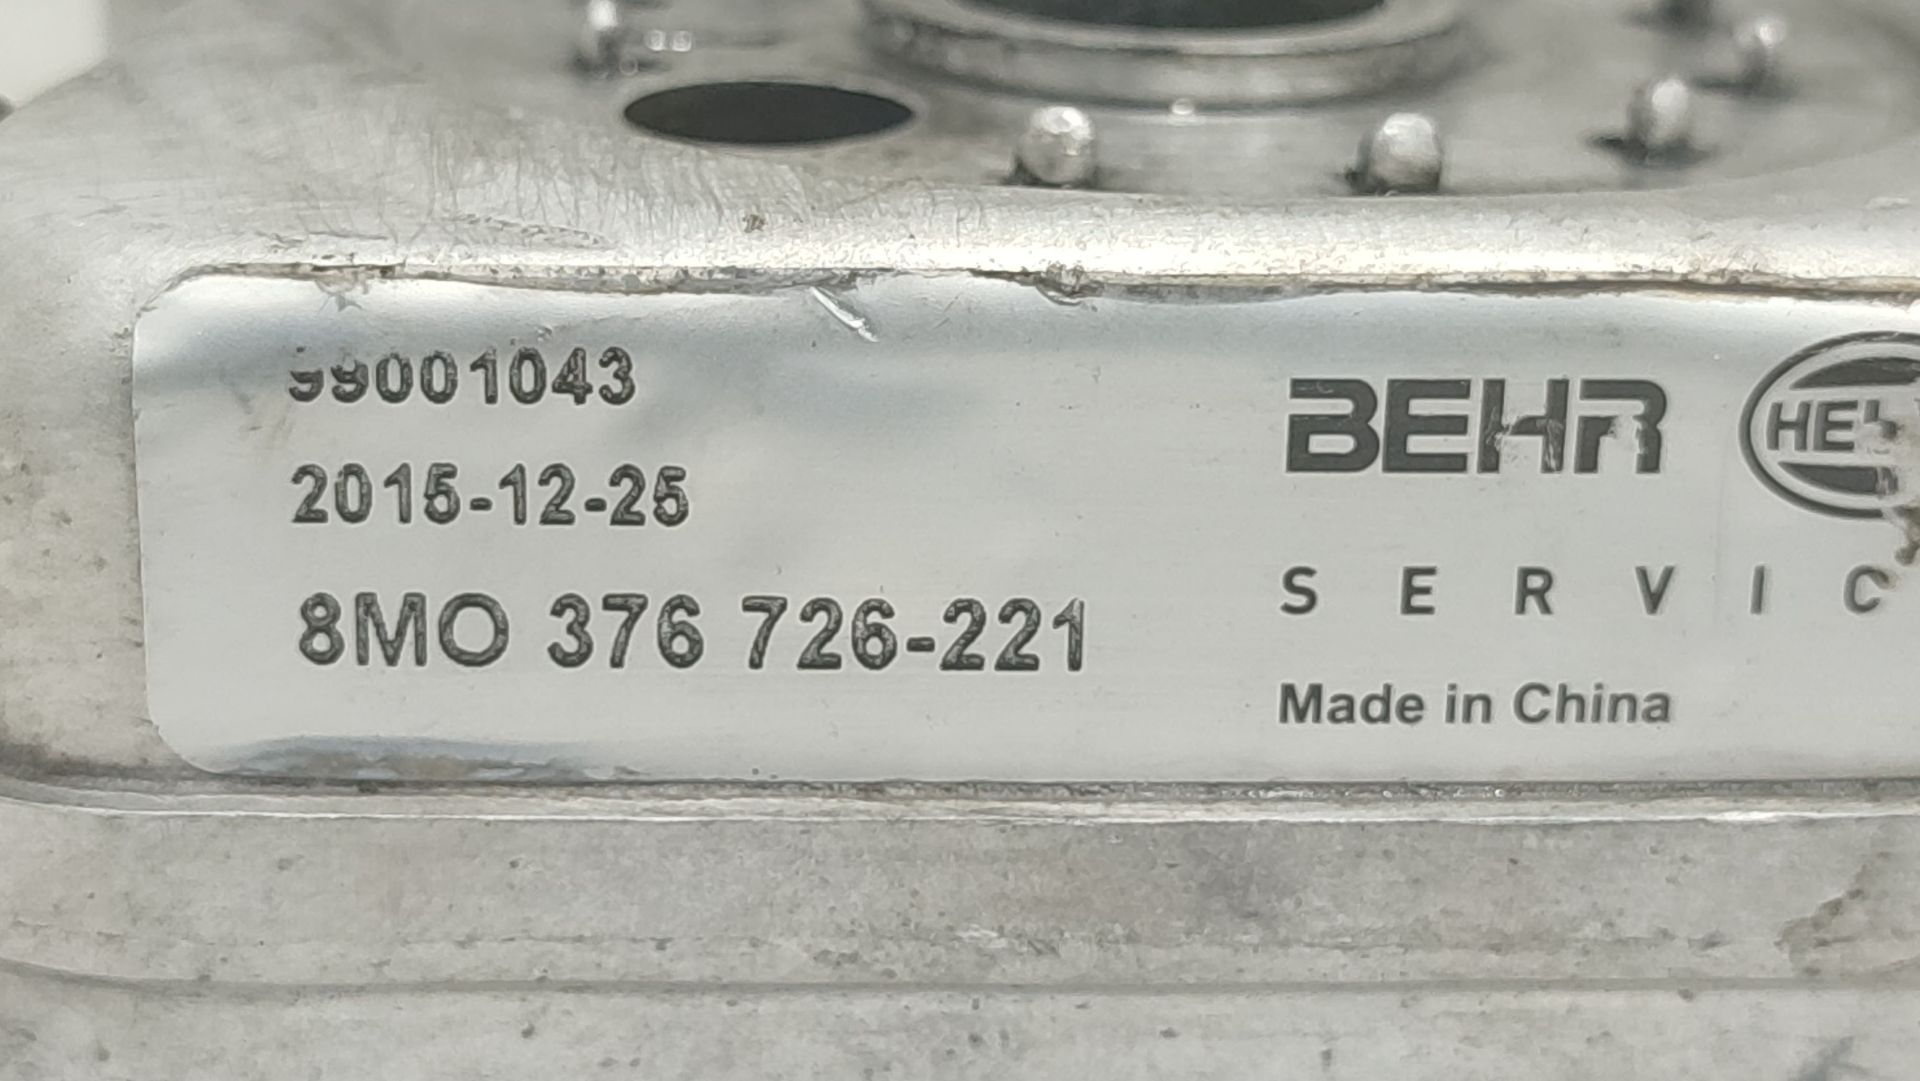 99001043
2015-12-25
8MO 376 726-221
BEHR
SERVIC
Made in China